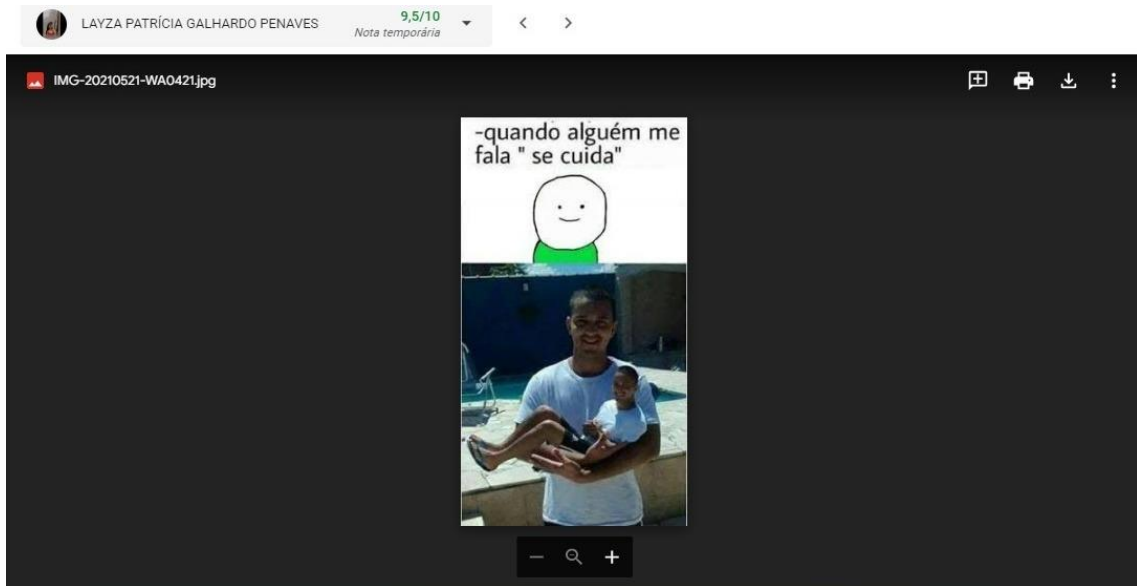 LAYZA PATRÍCIA GALHARDO PENAVES
9,5/10
Nota temporária
IMG-20210521-WA0421.jpg
-quando alguém me
fala " se cuida"